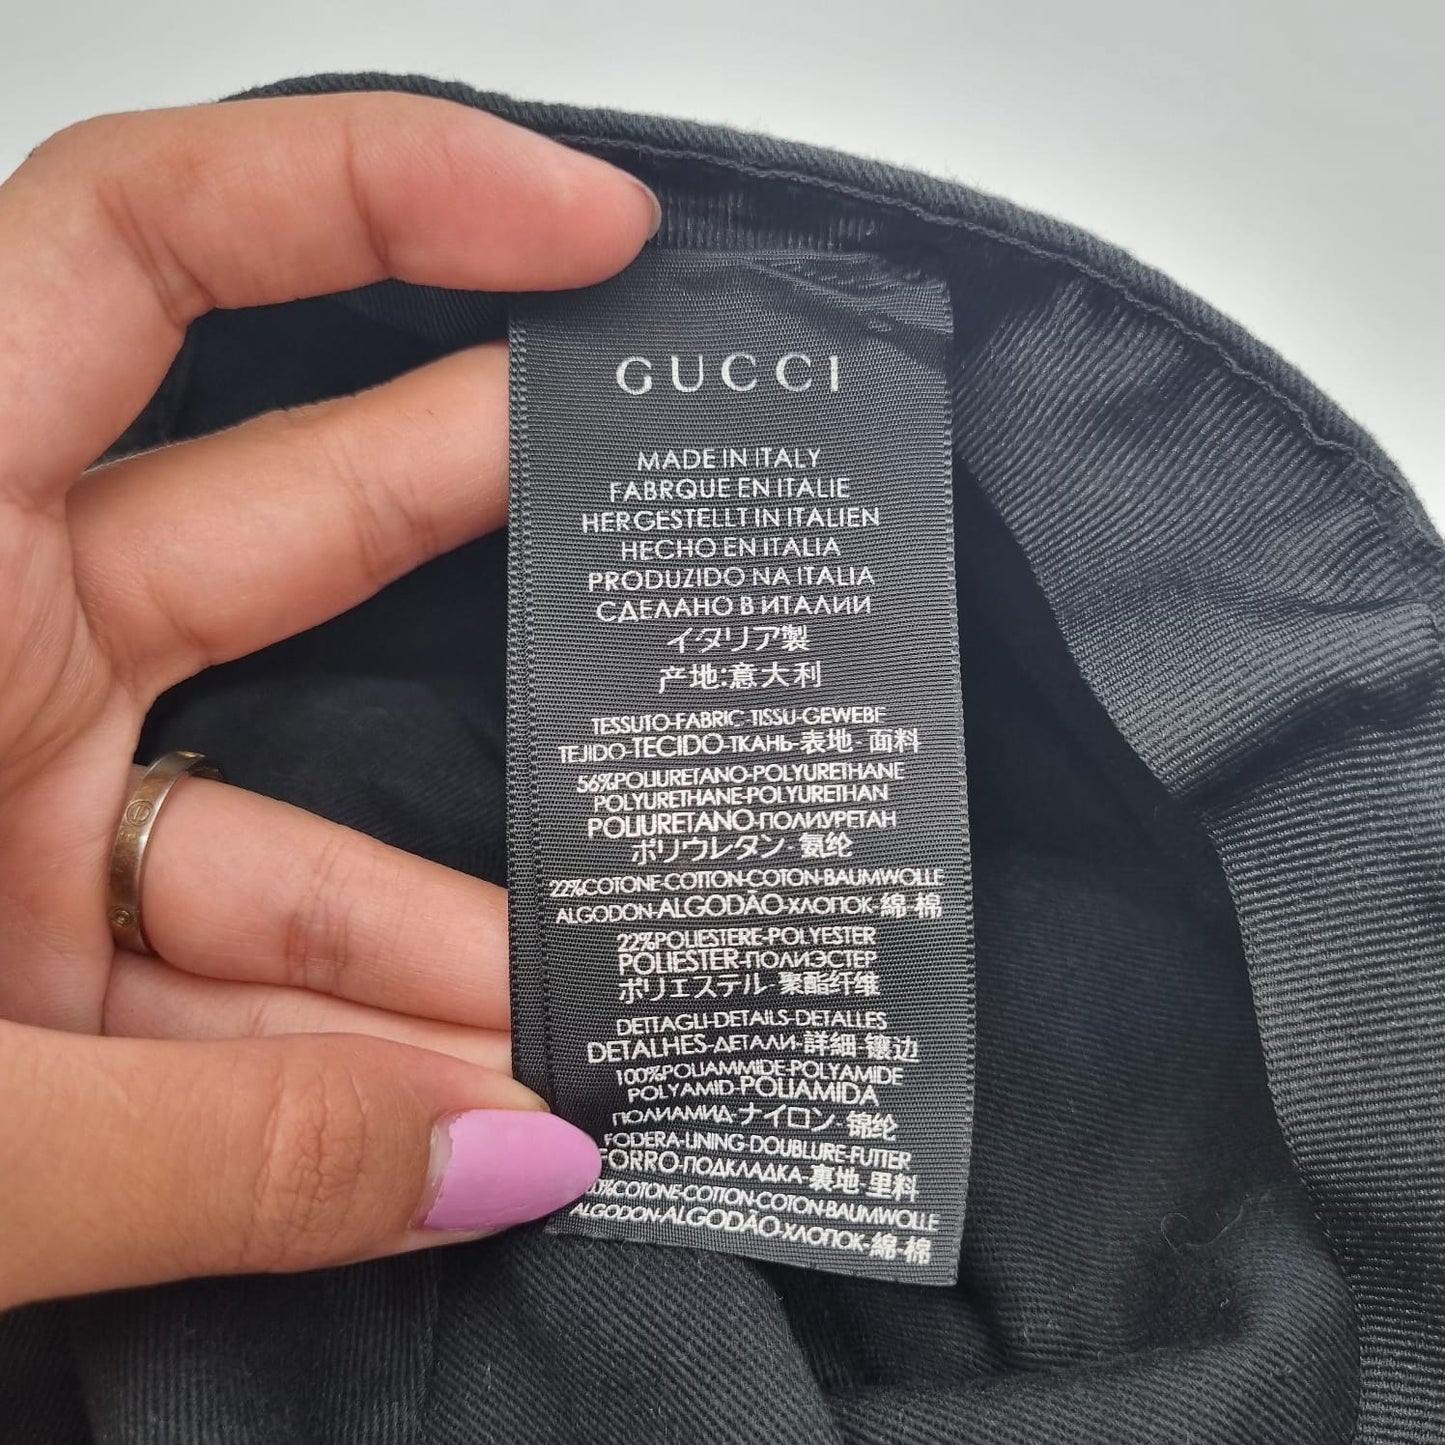 GUCCI
MADE IN ITALY
FABRQUE EN ITALIE
HERGESTELLT IN ITALIEN
HECHO EN ITALIA
PRODUZIDO NA ITALIA
СДЕЛАНО В ИТАЛИИ
イタリア製
产地:意大利
TESSUTO-FABRIC-TISSU-GEWEBE
TEJIDO-TECIDO-ТКАНЬ-表地-面料
56%POLIURETANO-POLYURETHANE
POLYURETHANE-POLYURETHAN
POLIURETANO-ПОЛИУРЕТАН
ポリウレタン-氨纶
22%COTONE-COTTON-COTON-BAUMWOLLE
ALGODON-ALGODÃO-ХЛОПОК-綿-棉
22%POLIESTERE-POLYESTER
POLIESTER-ПОЛИЭСТЕР
ポリエステル-聚酯纤维
DETTAGLI-DETAILS-DETALLES
DETALHES-ДЕТАЛИ-詳細-镶边
100%POLIAMMIDE-POLYAMIDE
POLYAMID-POLIAMIDA
ПОЛИАМИД-ナイロン-锦纶
FODERA-LINING-DOUBLURE-FUTTER
FORRO-ПОДКЛАДКА-裏地-里料
0%COTONE-COTTON-COTON-BAUMWOLLE
ALGODON-ALGODÃO-ХЛОПОК-綿-棉